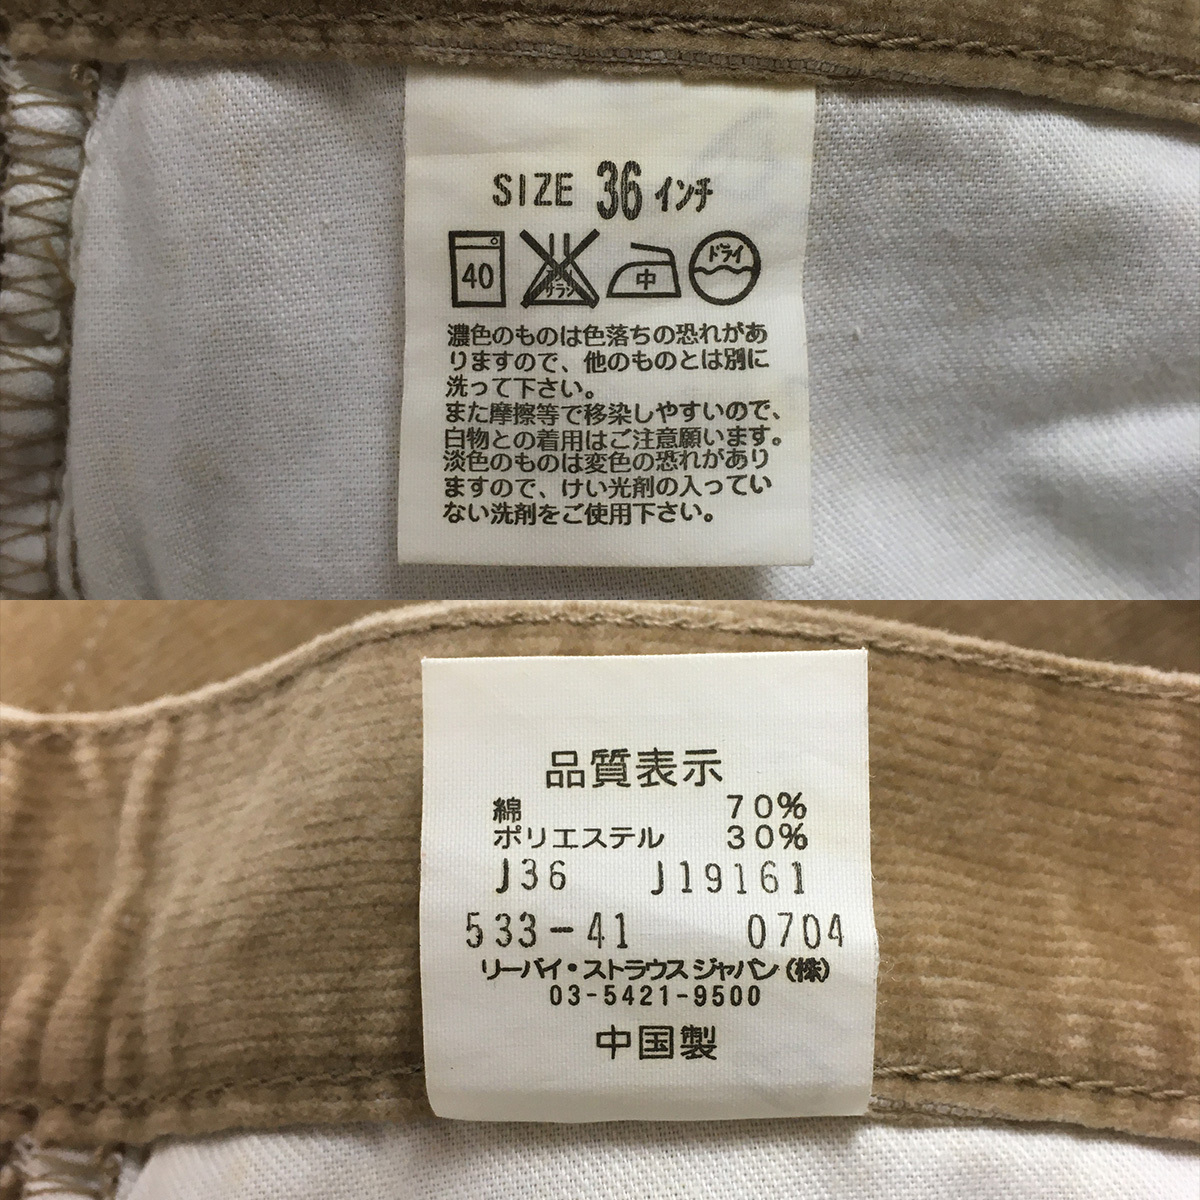 SIZE 36 インチ
40 エンソ サラシ 中 ドライ
濃色のものは色落ちの恐れがあ
りますので、他のものとは別に
洗って下さい。
また摩擦等で移染しやすいので、
白物との着用はご注意願います。
淡色のものは変色の恐れがあり
ますので、けい光剤の入ってい
ない洗剤をご使用下さい。
品質表示
綿 70%
ポリエステル 30%
J36 J19161
533-41 0704
リーバイ・ストラウス ジャパン(株)
03-5421-9500
中国製